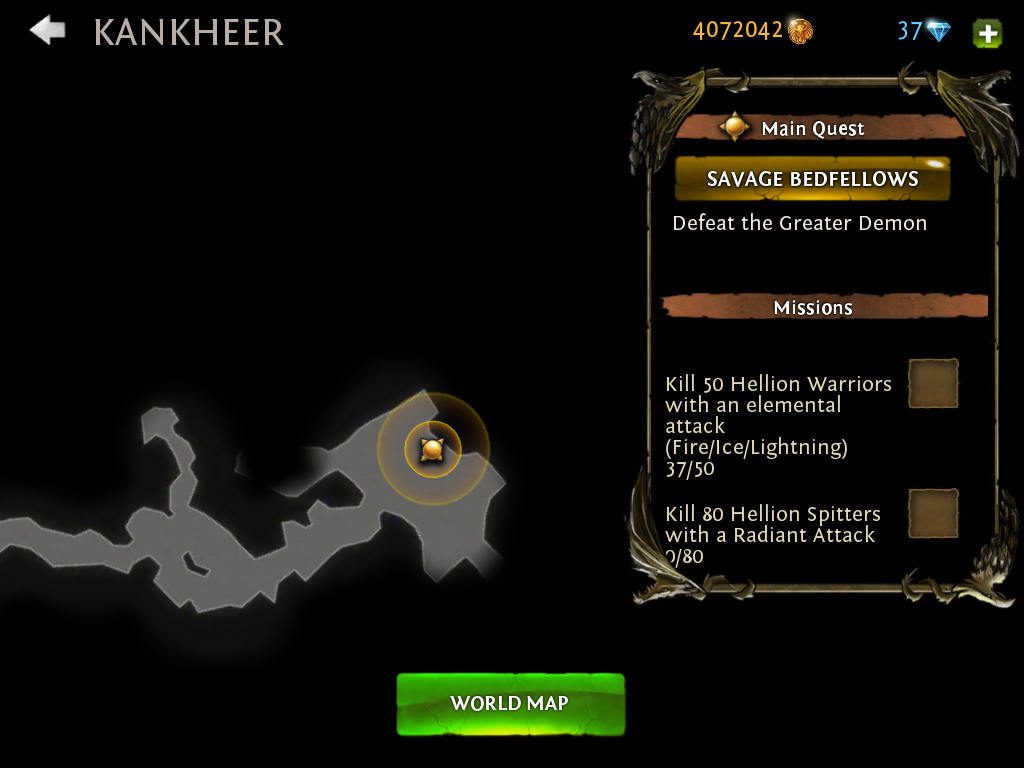 KANKHEER
4072042
37
Main Quest
SAVAGE BEDFELLOWS
Defeat the Greater Demon
Missions
Kill 50 Hellion Warriors
with an elemental
attack
(Fire/Ice/Lightning)
37/50
Kill 80 Hellion Spitters
with a Radiant Attack
0/80
WORLD MAP